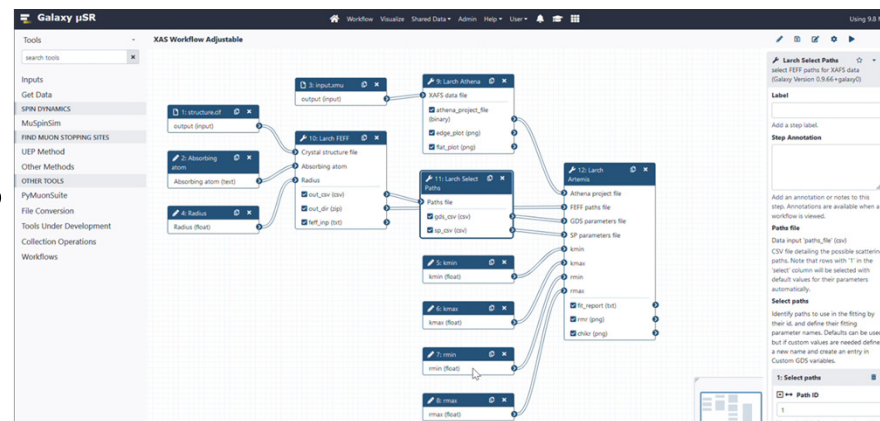 Galaxy μSR
Workflow Visualize Shared Data Admin Help User
Using 9.8
Tools
XAS Workflow Adjustable
search tools
Inputs
Get Data
SPIN DYNAMICS
MuSpinSim
FIND MUON STOPPING SITES
UEP Method
Other Methods
OTHER TOOLS
PyMuonSuite
File Conversion
Tools Under Development
Collection Operations
Workflows
1: structure.cif
output (input)
2: Absorbing
atom
Absorbing atom (text)
4: Radius
Radius (float)
3: input.xmu
output (input)
10: Larch FEFF
Crystal structure file
Absorbing atom
Radius
out_csv (csv)
out_dir (zip)
feff_inp (txt)
9: Larch Athena
XAFS data file
athena_project_file
(binary)
edge_plot (png)
flat_plot (png)
11: Larch Select
Paths
Paths file
gds_csv (csv)
sp_csv (csv)
5: kmin
kmin (float)
6: kmax
kmax (float)
7: rmin
rmin (float)
8: rmax
rmax (float)
12: Larch
Artemis
Athena project file
FEFF paths file
GDS parameters file
SP parameters file
kmin
kmax
rmin
rmax
fit_report (txt)
rmr (png)
chikr (png)
Larch Select Paths
select FEFF paths for XAFS data
(Galaxy Version 0.9.66+galaxy0)
Label
Add a step label.
Step Annotation
Add an annotation or notes to this
step. Annotations are available when a
workflow is viewed.
Paths file
Data input 'paths_file' (csv)
CSV file detailing the possible scattering
paths. Note that rows with '1' in the
'select' column will be selected with
default values for their parameters
automatically.
Select paths
Identify paths to use in the fitting by
their id, and define their fitting
parameter names. Defaults can be used
but if custom values are needed define
a new name and create an entry in
Custom GDS variables.
1: Select paths
Path ID
1